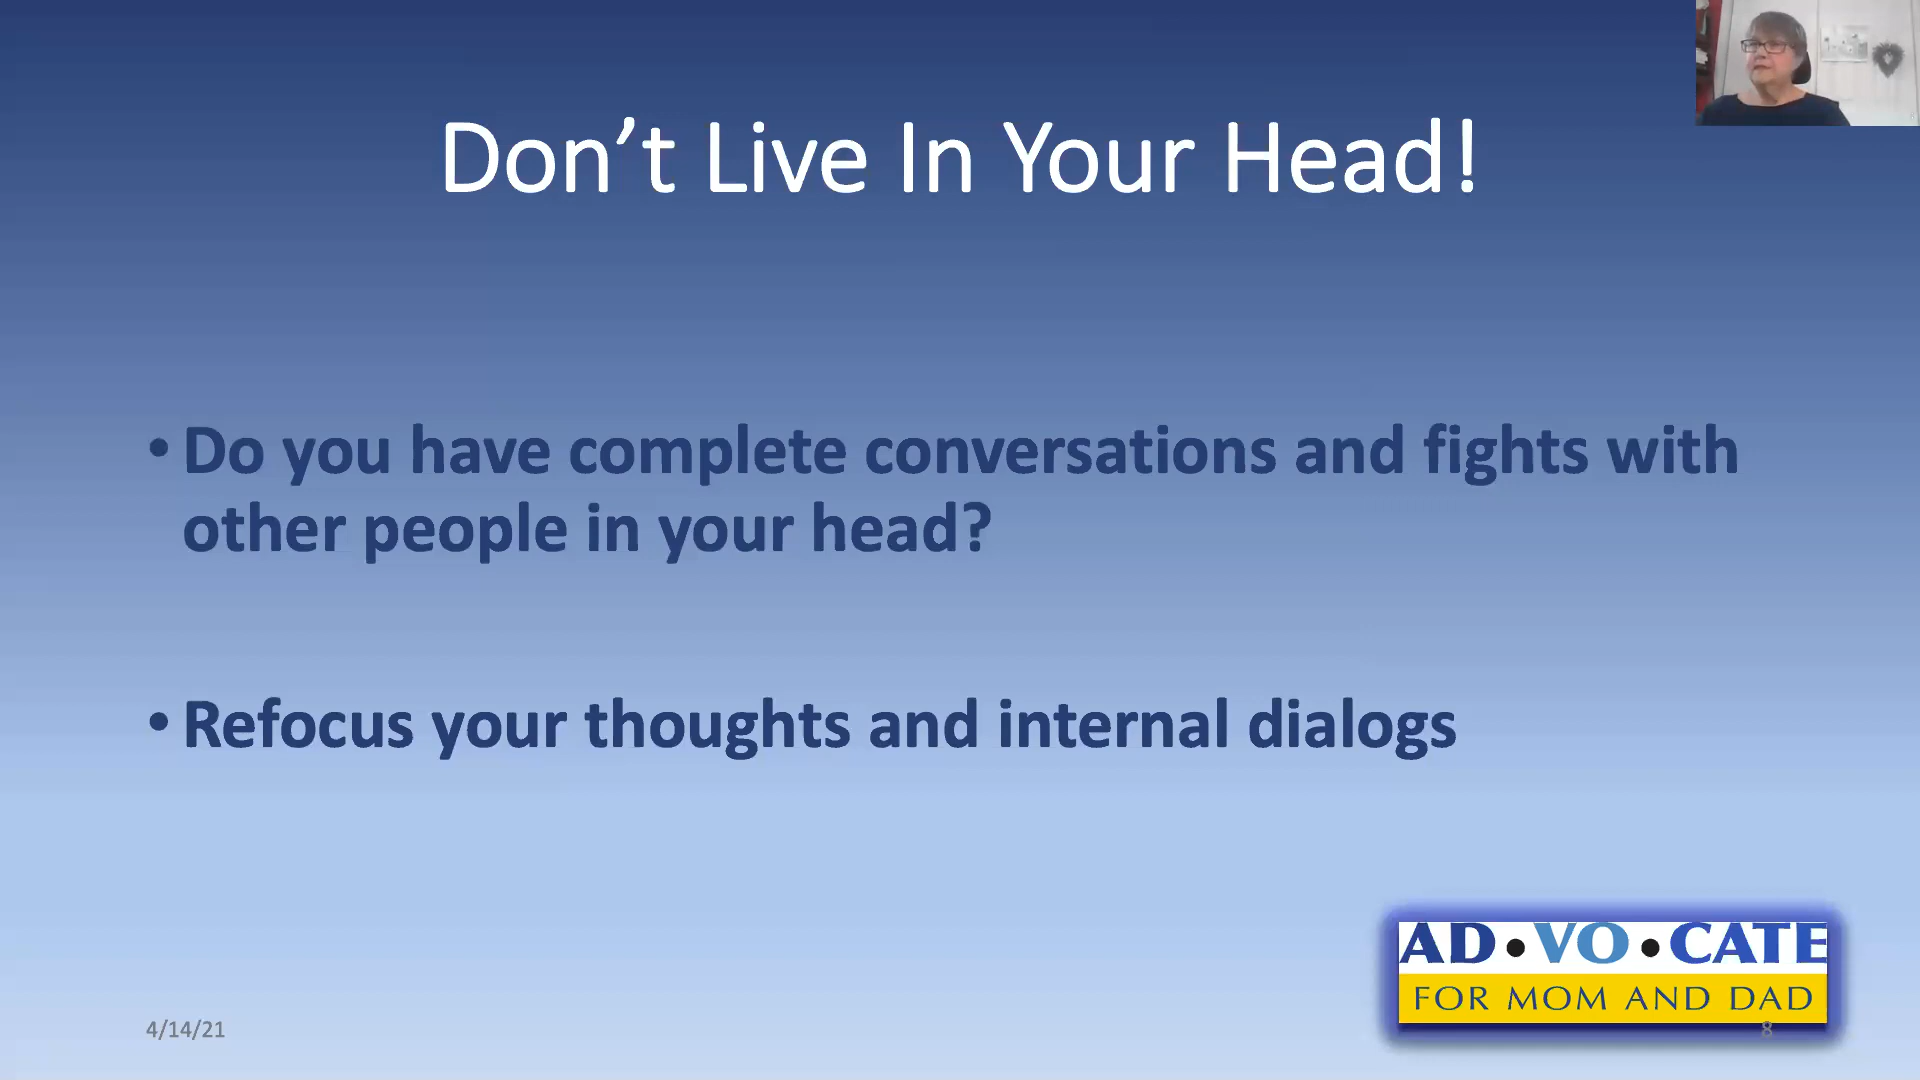 Don’t Live In Your Head!
• Do you have complete conversations and fights with
other people in your head?
• Refocus your thoughts and internal dialogs
AD•VO•CATE
FOR MOM AND DAD
4/14/21
8